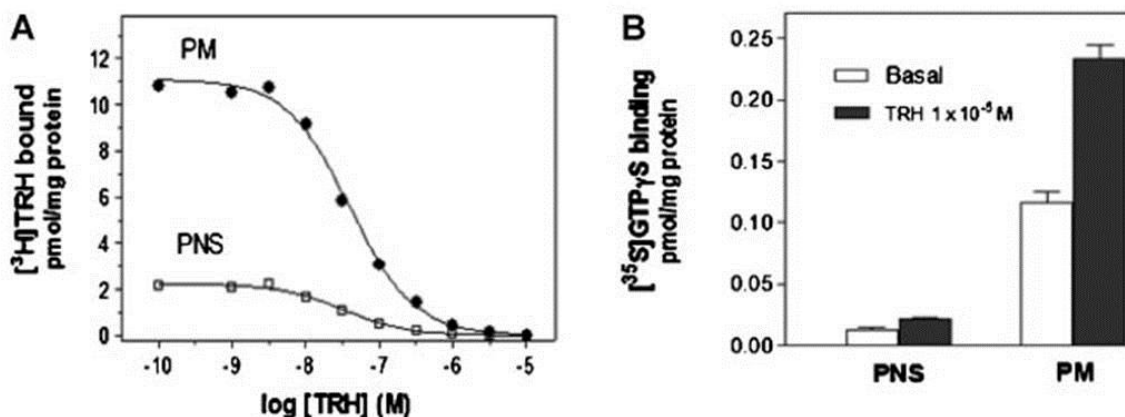 A
PM
PNS
[³H]TRH bound
pmol/mg protein
12
10
8
6
4
2
0
-10 -9 -8 -7 -6 -5
log [TRH] (M)
B
Basal
TRH 1 x 10⁻⁵ M
[³⁵S]GTPγS binding
pmol/mg protein
0.25
0.20
0.15
0.10
0.05
0.00
PNS PM